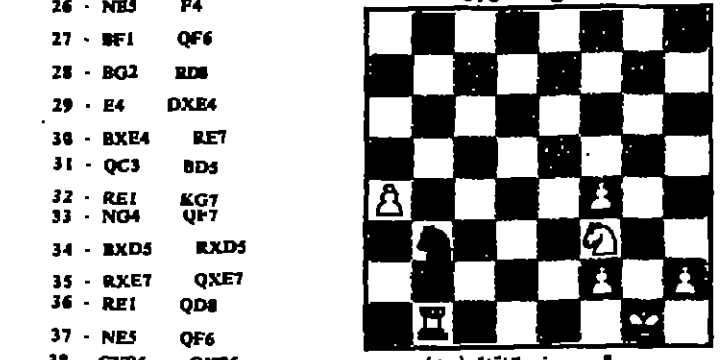 26 - NE5 F4
27 - BF1 QF6
28 - BG2 RD8
29 - E4 DXE4
30 - BXE4 RE7
31 - QC3 BD5
32 - RE1 KG7
33 - NG4 QF7
34 - BXD5 RXD5
35 - RXE7 QXE7
36 - RE1 QD8
37 - NE5 QF6